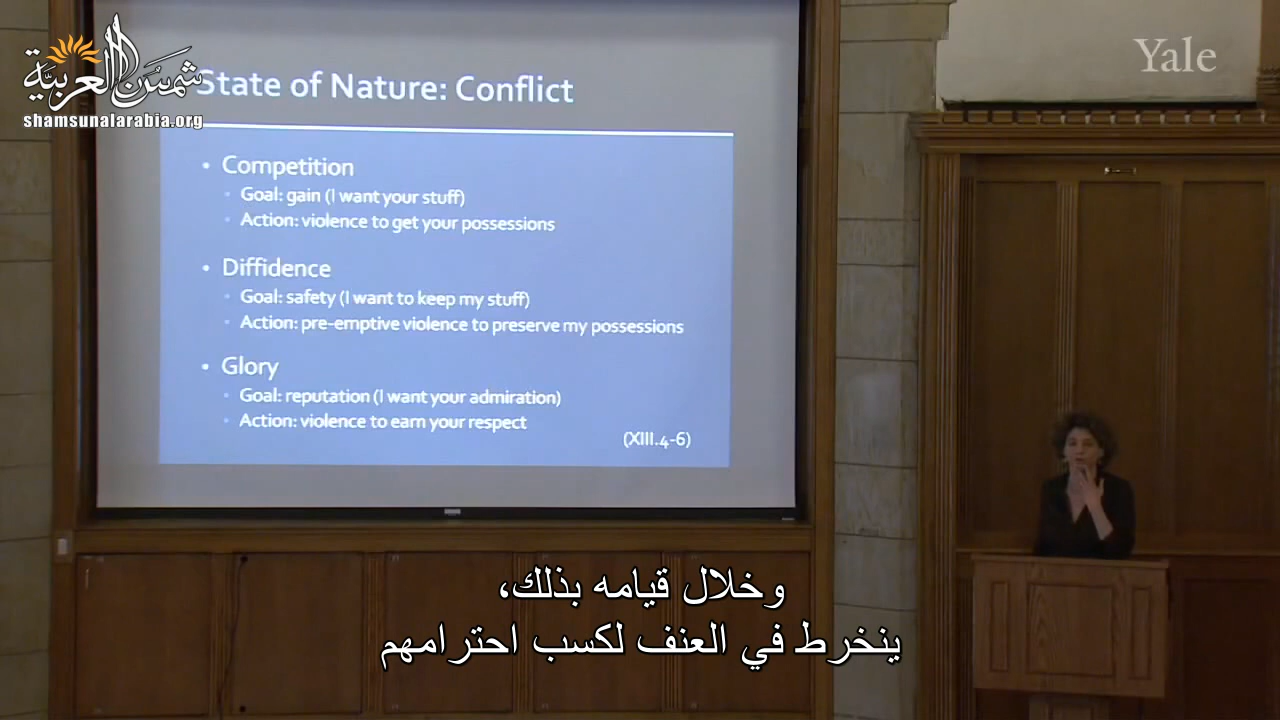 شمس العربية
shamsunalarabia.org
Yale
State of Nature: Conflict
• Competition
• Goal: gain (I want your stuff)
• Action: violence to get your possessions
• Diffidence
• Goal: safety (I want to keep my stuff)
• Action: pre-emptive violence to preserve my possessions
• Glory
• Goal: reputation (I want your admiration)
• Action: violence to earn your respect
(XIII.4-6)
وخلال قيامه بذلك،
ينخرط في العنف لكسب احترامهم